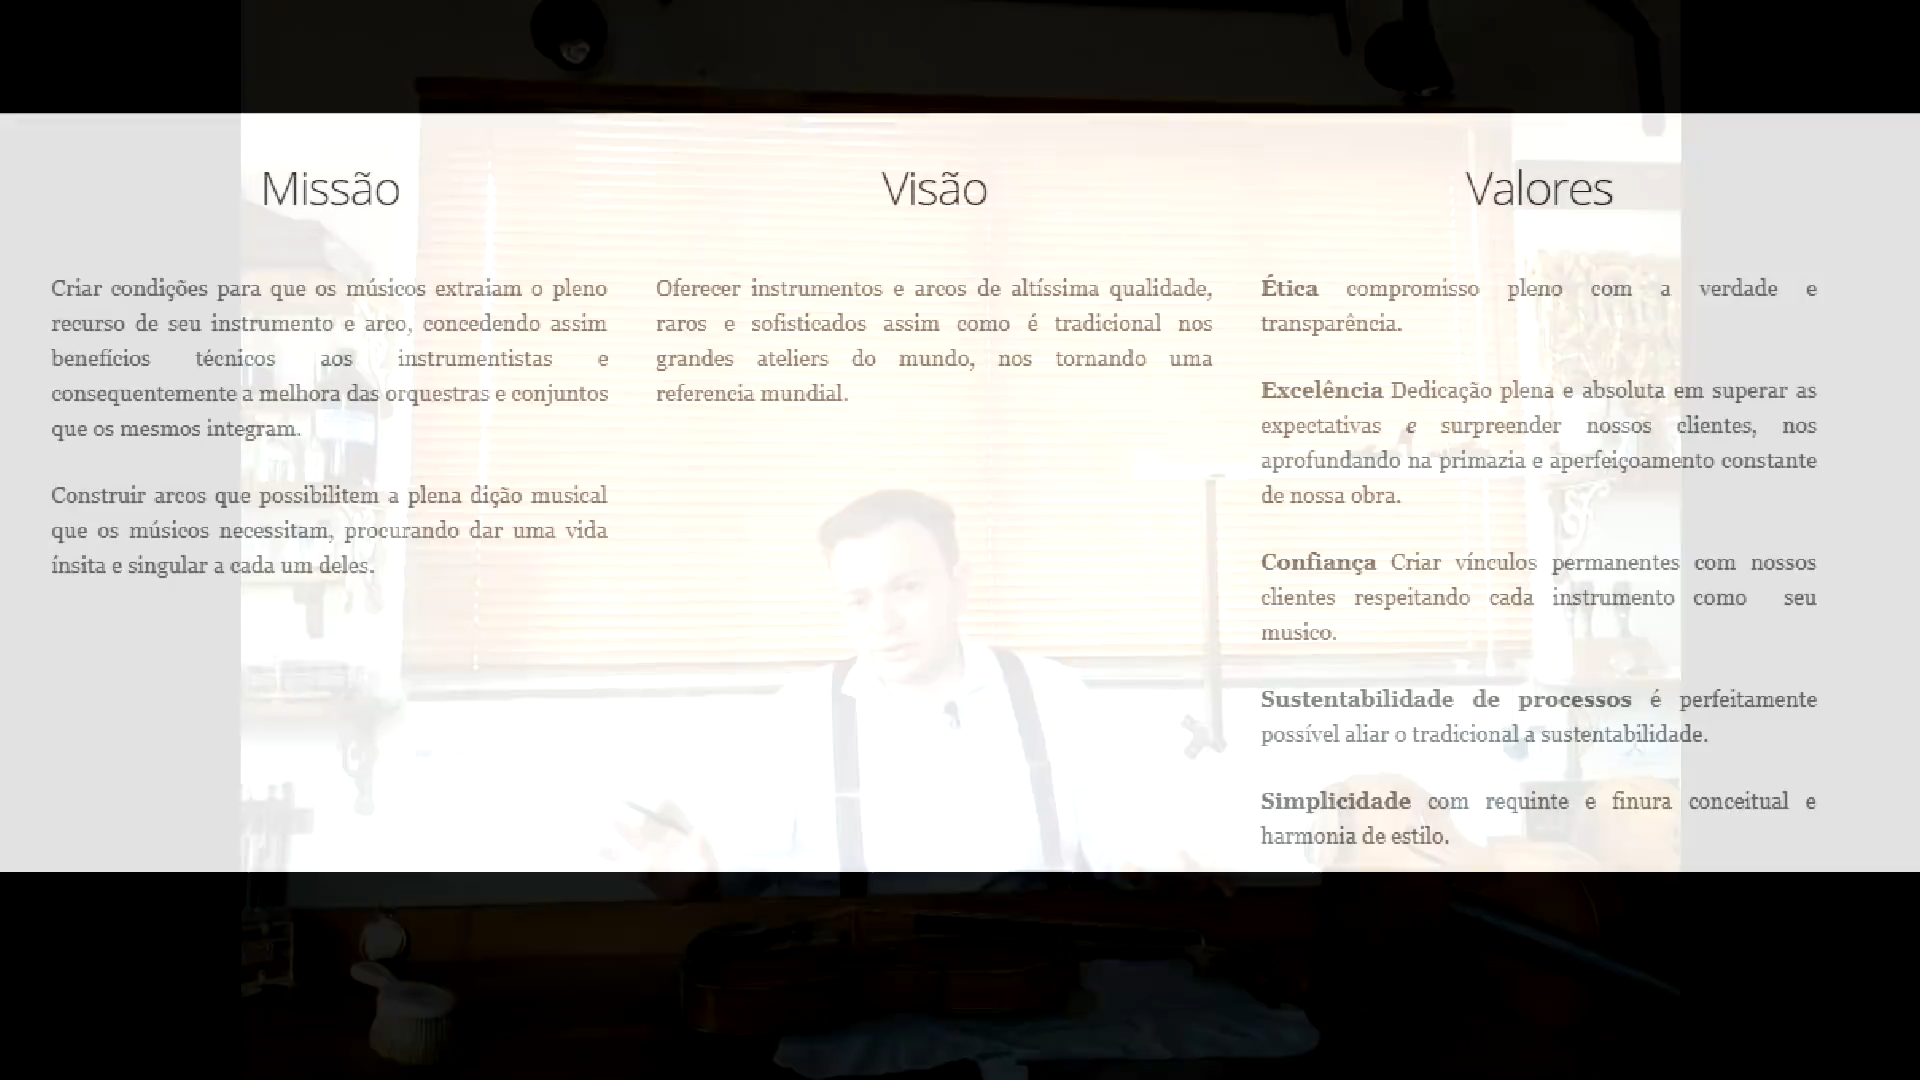 Missão
Criar condições para que os músicos extraiam o pleno
recurso de seu instrumento e arco, concedendo assim
benefícios técnicos aos instrumentistas e
consequentemente a melhora das orquestras e conjuntos
que os mesmos integram.
Construir arcos que possibilitem a plena dição musical
que os músicos necessitam, procurando dar uma vida
ínsita e singular a cada um deles.
Visão
Oferecer instrumentos e arcos de altíssima qualidade,
raros e sofisticados assim como é tradicional nos
grandes ateliers do mundo, nos tornando uma
referencia mundial.
Valores
Ética compromisso pleno com a verdade e
transparência.
Excelência Dedicação plena e absoluta em superar as
expectativas e surpreender nossos clientes, nos
aprofundando na primazia e aperfeiçoamento constante
de nossa obra.
Confiança Criar vínculos permanentes com nossos
clientes respeitando cada instrumento como seu
musico.
Sustentabilidade de processos é perfeitamente
possível aliar o tradicional a sustentabilidade.
Simplicidade com requinte e finura conceitual e
harmonia de estilo.